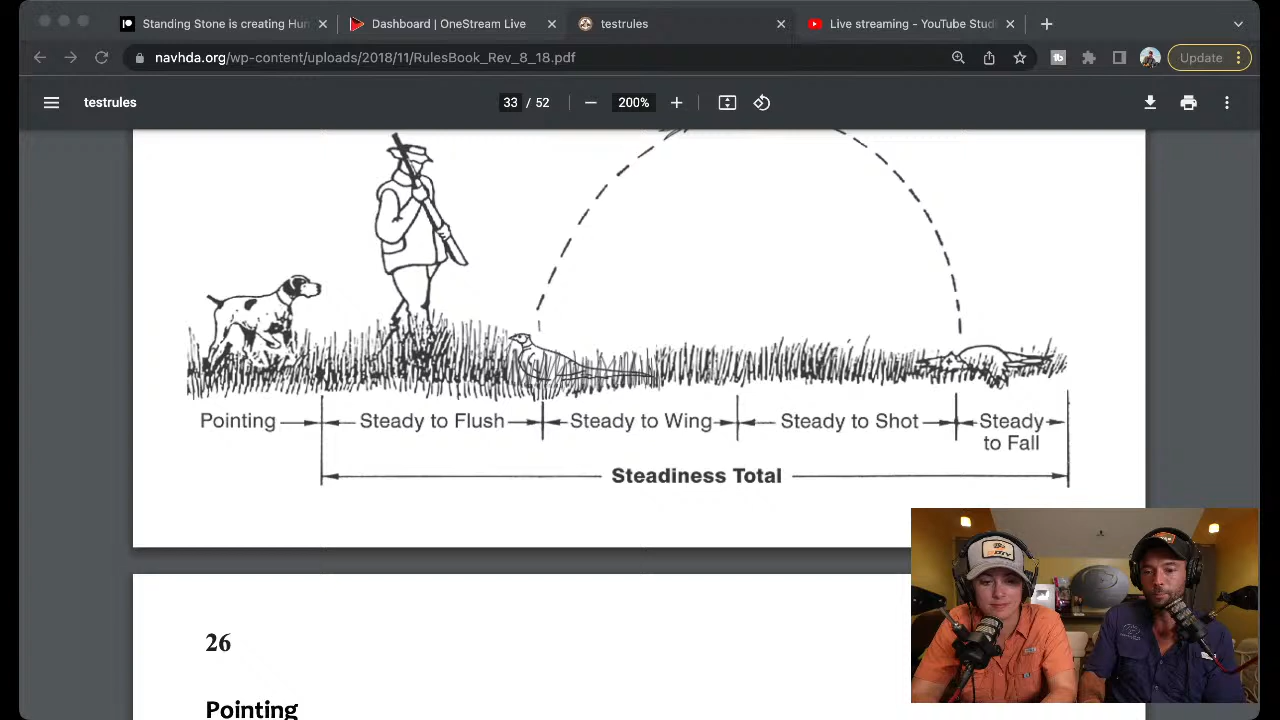 Standing Stone is creating Hun
Dashboard | OneStream Live
testrules
Live streaming - YouTube Studi
navhda.org/wp-content/uploads/2018/11/RulesBook_Rev_8_18.pdf
Update
testrules
33 / 52
200%
Pointing
Steady to Flush
Steady to Wing
Steady to Shot
Steady
to Fall
Steadiness Total
26
Pointing